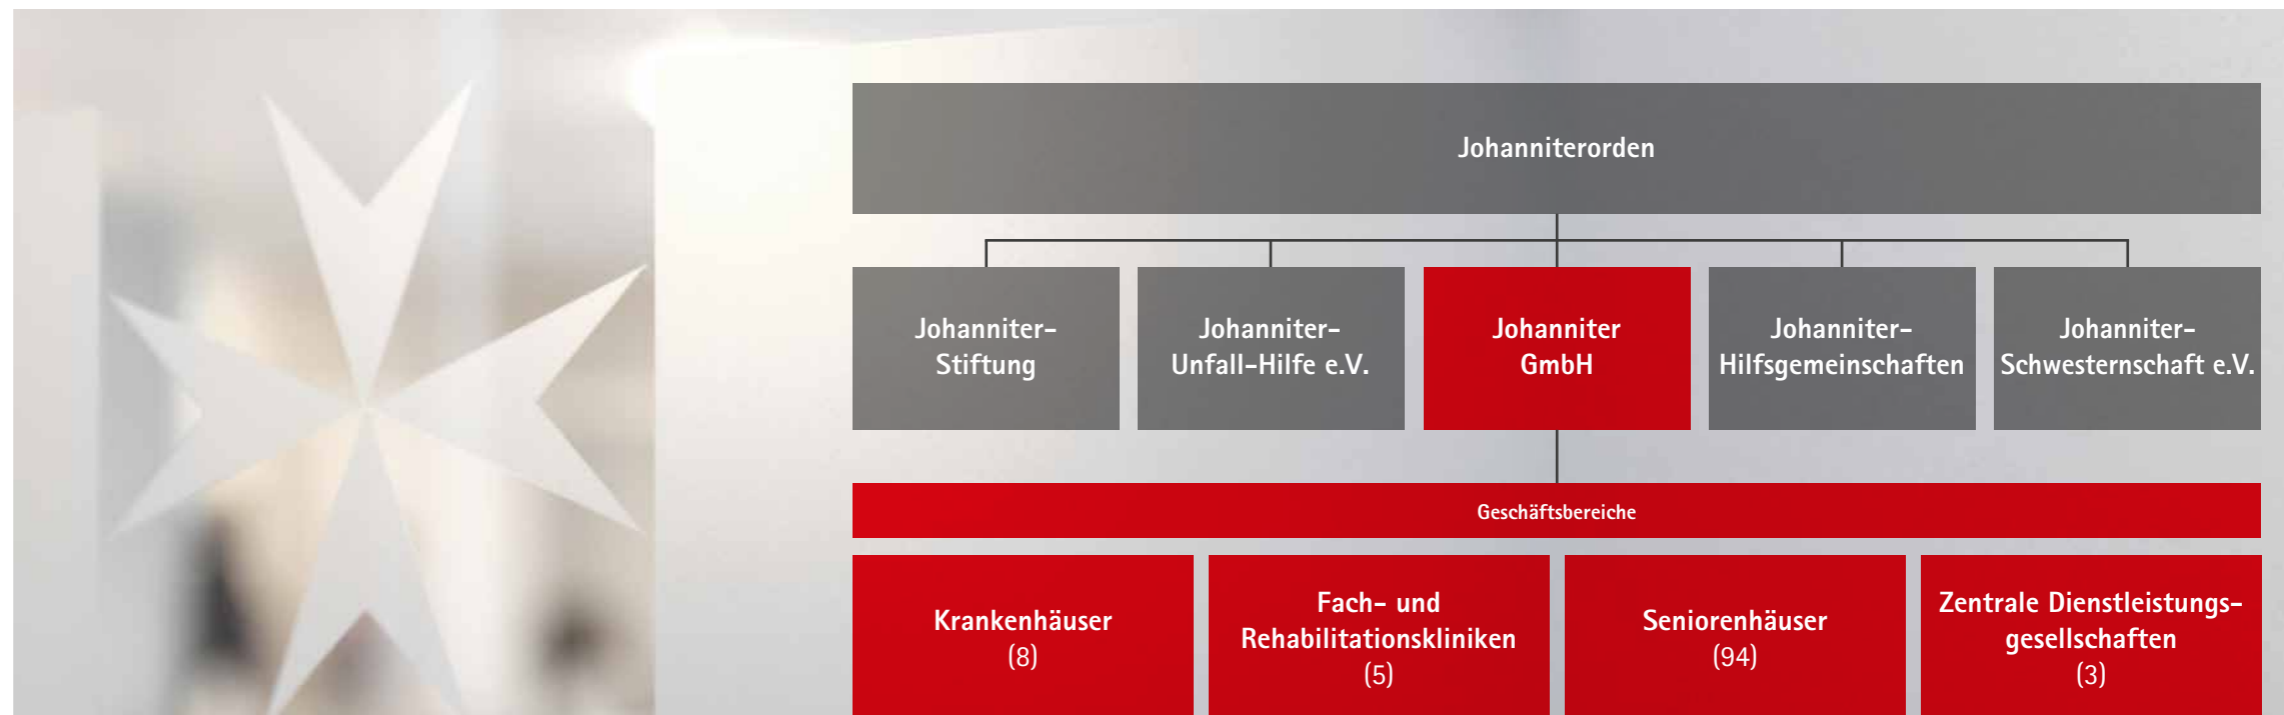 Johanniterorden
Johanniter-
Stiftung
Johanniter-
Unfall-Hilfe e.V.
Johanniter
GmbH
Johanniter-
Hilfsgemeinschaften
Johanniter-
Schwesternschaft e.V.
Geschäftsbereiche
Krankenhäuser
(8)
Fach- und
Rehabilitationskliniken
(5)
Seniorenhäuser
(94)
Zentrale Dienstleistungs-
gesellschaften
(3)